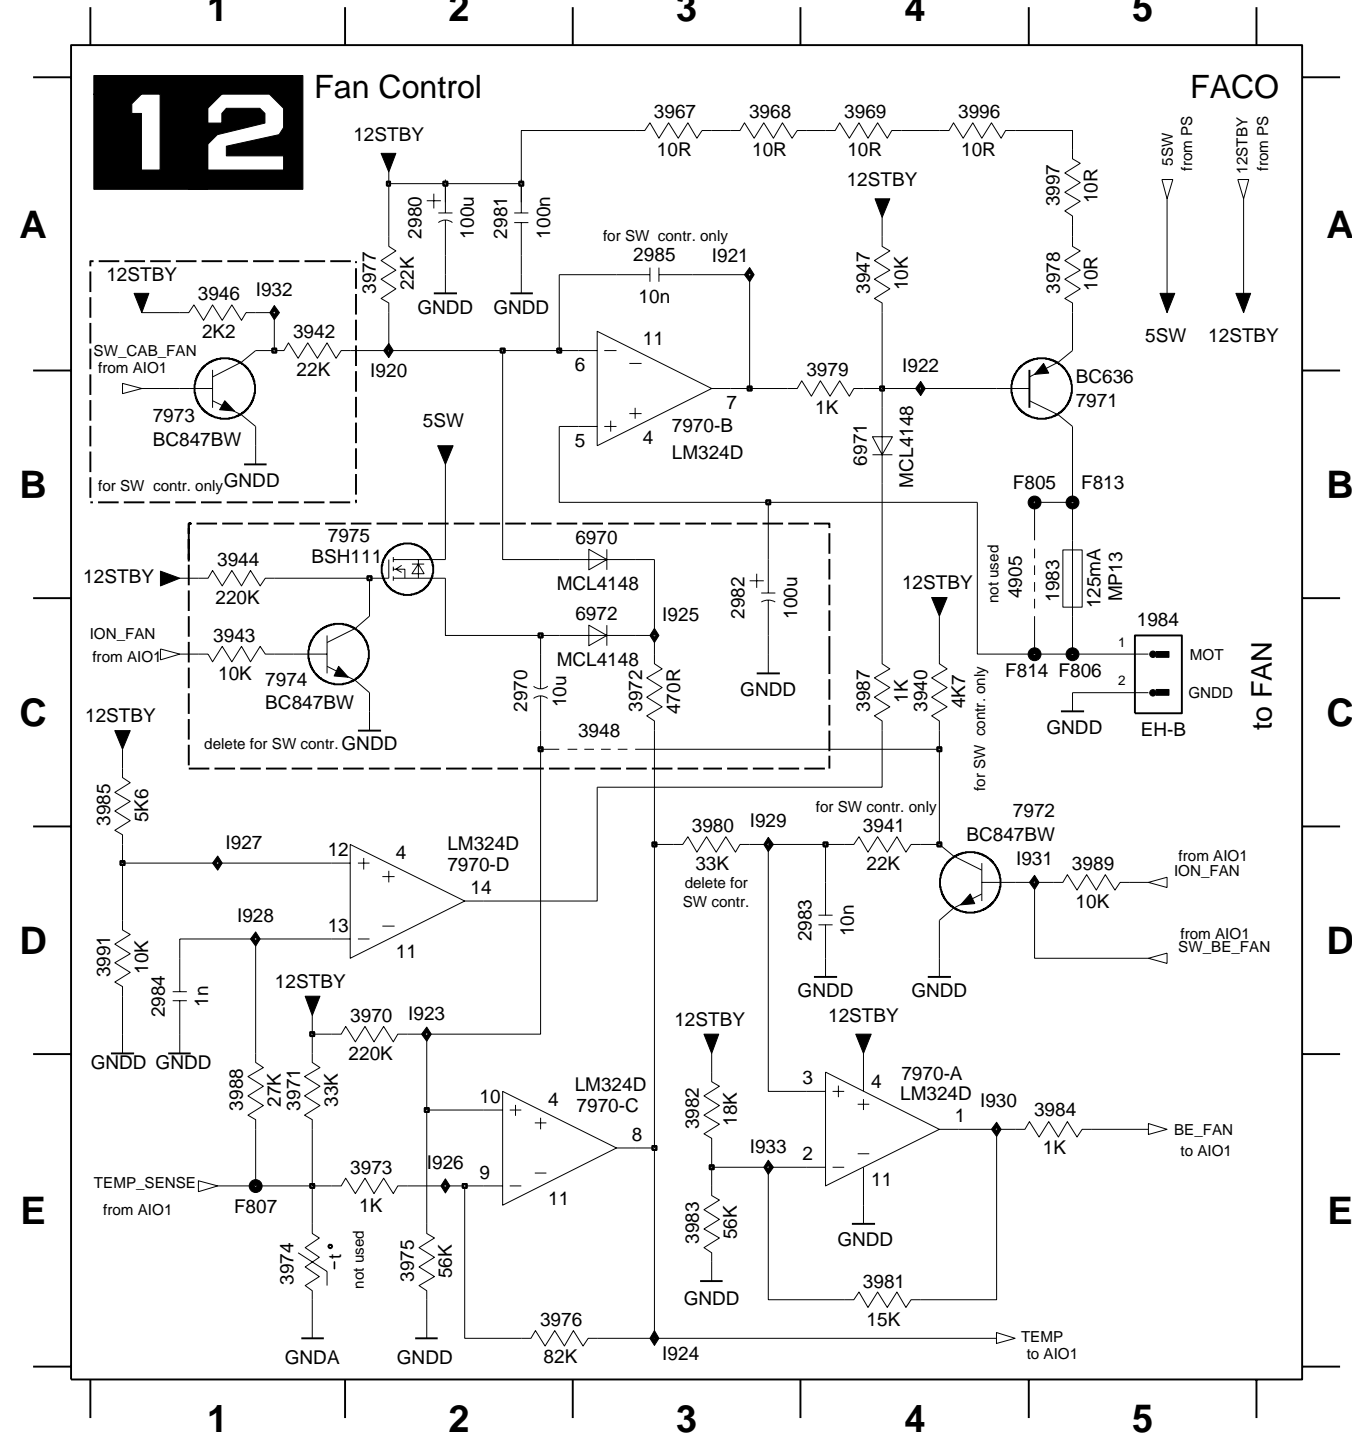 1 2 3 4 5
12 Fan Control FACO
3967 3968 3969 3996
10R 10R 10R 10R
12STBY
12STBY
5SW
from PS
12STBY
from PS
3997
10R
A A
2980
+
100u
2981
100n
for SW contr. only
2985 I921
10n
3977
22K
3947
10K
3978
10R
12STBY
3946 I932
2K2
GNDD GNDD
5SW 12STBY
SW_CAB_FAN
from AIO1
3942
22K
I920
11
6 −
−
3979 I922
1K
BC636
7971
7973
BC847BW
7
+
5 + 4
7970-B
LM324D
5SW
6971
MCL4148
B B
for SW contr. only GNDD
F805 F813
7975
BSH111
3944
220K
12STBY
6970
MCL4148
2982
+
100u
12STBY
not used
4905
1983
125mA
MP13
ION_FAN
from AIO1
3943
10K
7974
BC847BW
6972
MCL4148
I925
1984
1 MOT
2 GNDD
F814 F806
GNDD
EH-B
to FAN
2970
10u
3972
470R
GNDD
3987
1K
3940
4K7
for SW contr. only
C C
12STBY
delete for SW contr. GNDD
3948
3985
5K6
for SW contr. only
7972
BC847BW
I927
12 + 4
+
LM324D
7970-D
14
3980 I929 3941
33K 22K
delete for
SW contr.
I931 3989
10K
from AIO1
ION_FAN
I928
13 − −
11
from AIO1
SW_BE_FAN
D D
3991
10K
2984
1n
2983
10n
12STBY
GNDD GNDD
3970 I923
220K
12STBY
12STBY
GNDD GNDD
3988
27K
3971
33K
10 + 4
+
LM324D
7970-C
8
3982
18K
3 + 4
+
7970-A
LM324D
1 I930 3984
1K
BE_FAN
to AIO1
TEMP_SENSE
from AIO1
F807
3973 I926 9 − −
1K 11
I933 2 − −
11
E E
3974
−t°
not used
3975
56K
3983
56K
GNDD
GNDD
3981
15K
GNDA GNDD
3976
82K
I924
TEMP
to AIO1
1 2 3 4 5